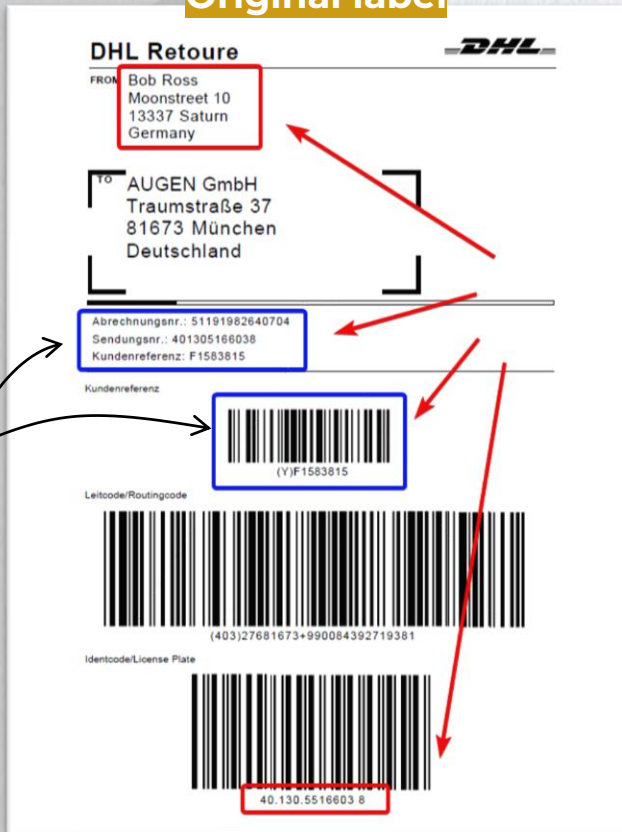 Original label
DHL Retoure
DHL
FROM
Bob Ross
Moonstreet 10
13337 Saturn
Germany
TO
AUGEN GmbH
Traumstraße 37
81673 München
Deutschland
Abrechnungsnr.: 51191982640704
Sendungsnr.: 401305166038
Kundenreferenz: F1583815
Kundenreferenz
(Y)F1583815
Leitcode/Routingcode
(403)27681673+990084392719381
Identcode/License Plate
40.130.5516603 8